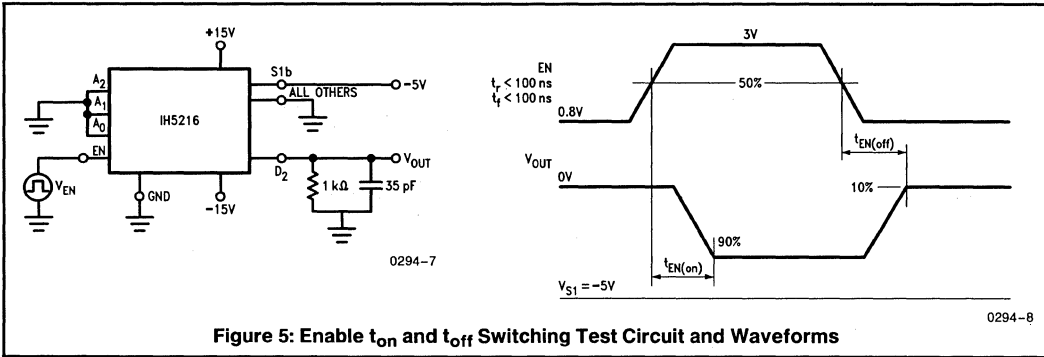 +15V
S1b
−5V
ALL OTHERS
A2
A1
A0
IH5216
EN
VEN
GND
−15V
D2
VOUT
1 kΩ
35 pF
0294–7
3V
EN
tr < 100 ns
tf < 100 ns
50%
0.8V
tEN(off)
VOUT
0V
10%
90%
tEN(on)
VS1 = −5V
0294–8
Figure 5: Enable ton and toff Switching Test Circuit and Waveforms